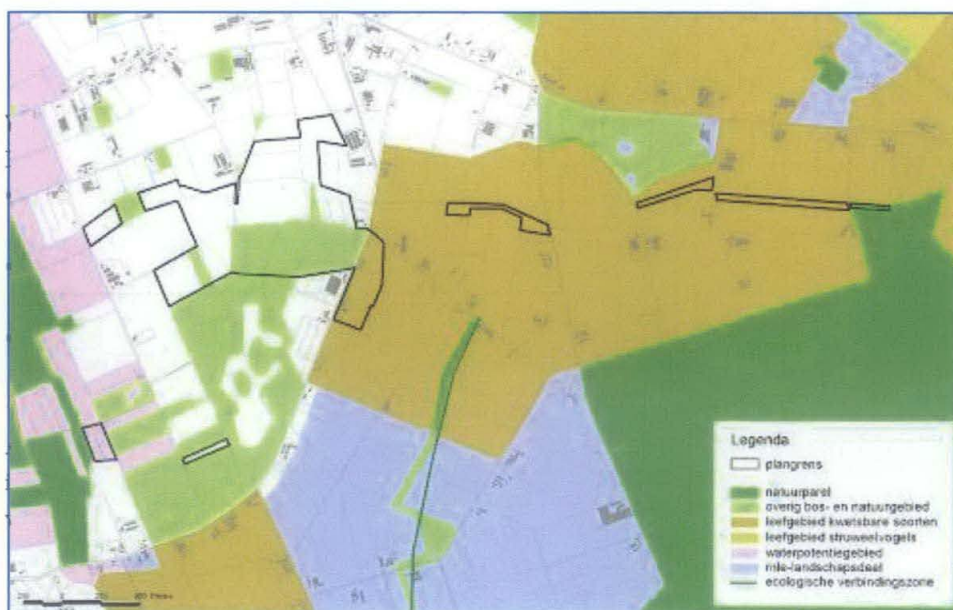 Legenda
plangrens
natuurparel
overig bos- en natuurgebied
leefgebied kwetsbare soorten
leefgebied struweelvogels
waterpotentiegebied
rnle-landschapsdeel
ecologische verbindingszone